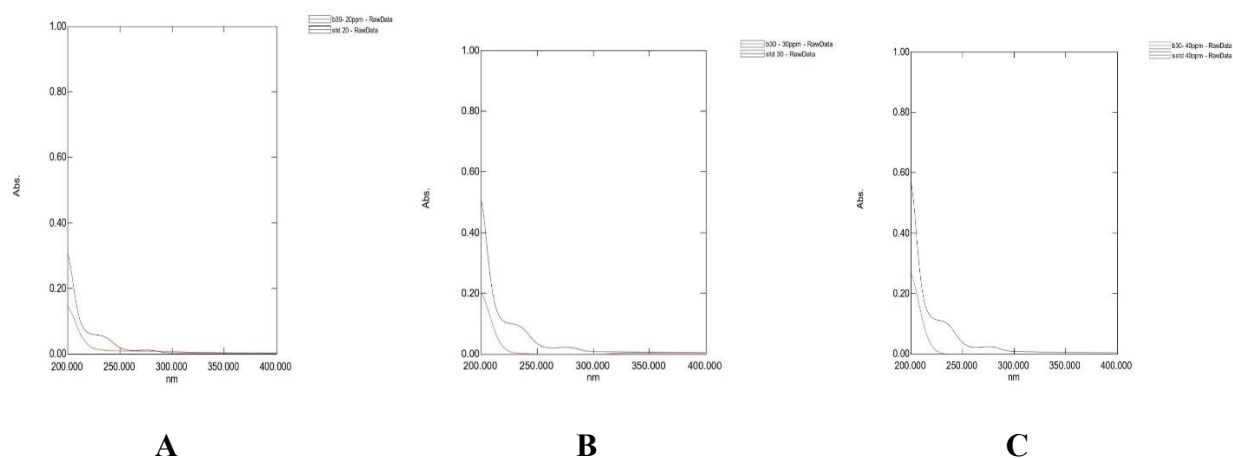 b30- 20ppm - RawData
std 20 - RawData
1.00
0.80
0.60
0.40
0.20
0.00
Abs.
200.000 250.000 300.000 350.000 400.000
nm
A
b30 - 30ppm - RawData
std 30 - RawData
1.00
0.80
0.60
0.40
0.20
0.00
Abs.
200.000 250.000 300.000 350.000 400.000
nm
B
b30- 40ppm - RawData
sstd 40ppm - RawData
1.00
0.80
0.60
0.40
0.20
0.00
Abs.
200.000 250.000 300.000 350.000 400.000
nm
C